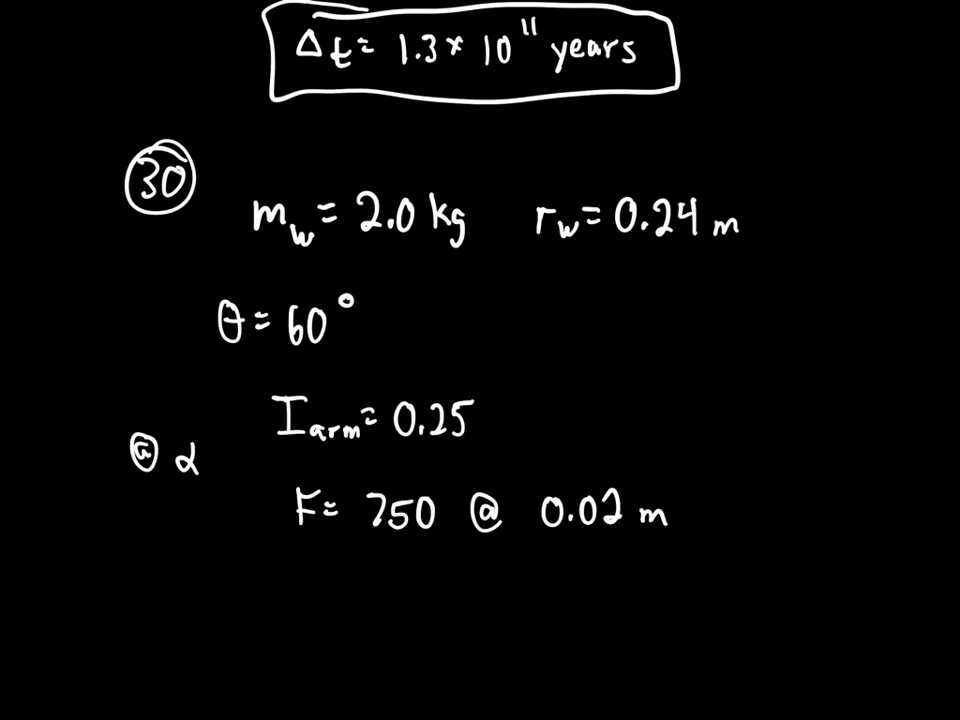 Δt = 1.3 * 10¹¹ years
30
m_w = 2.0 kg r_w = 0.24 m
θ = 60°
I_arm = 0.25
a α
F = 750 @ 0.02 m